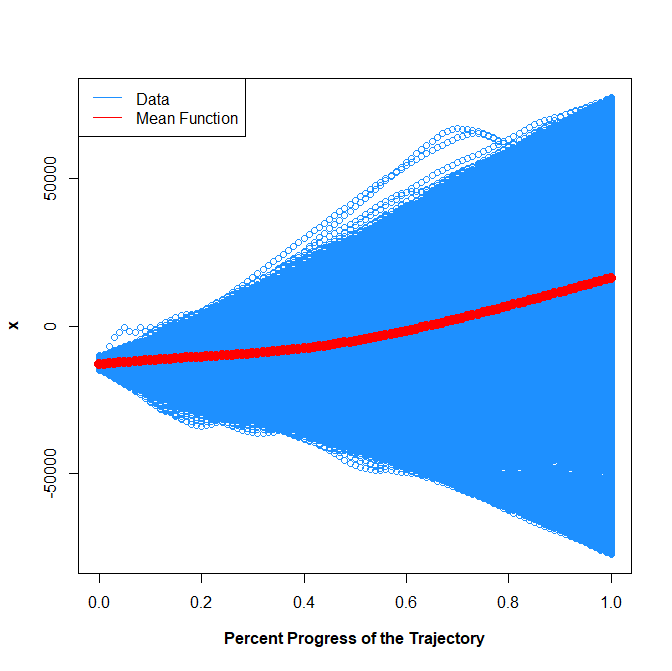 Data
Mean Function
50000
0
-50000
x
0.0 0.2 0.4 0.6 0.8 1.0
Percent Progress of the Trajectory